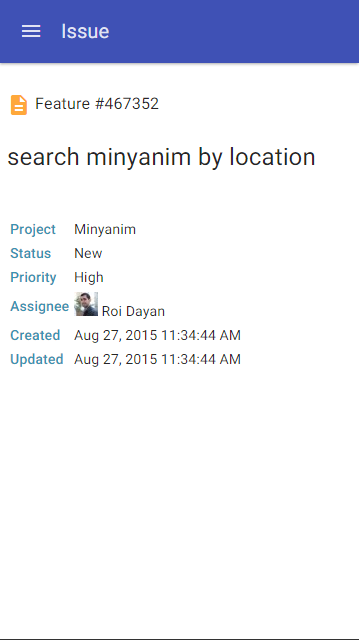 Issue
Feature #467352
search minyanim by location
Project Minyanim
Status New
Priority High
Assignee Roi Dayan
Created Aug 27, 2015 11:34:44 AM
Updated Aug 27, 2015 11:34:44 AM